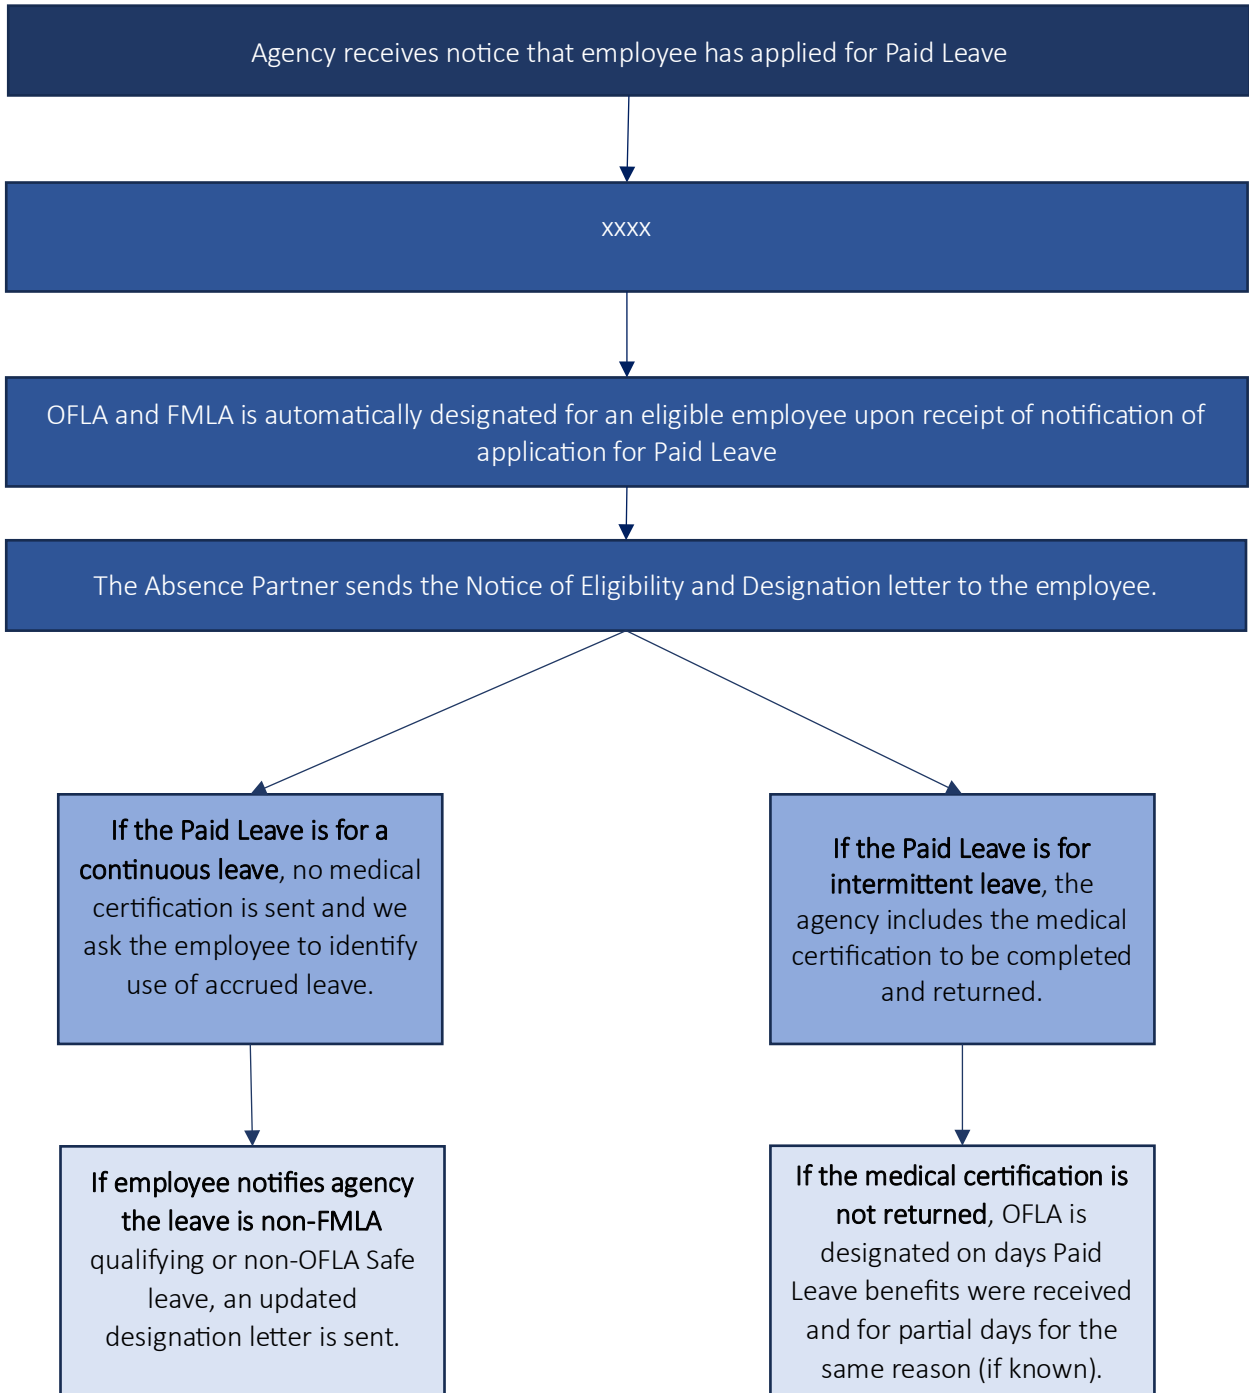 Agency receives notice that employee has applied for Paid Leave
xxxx
OFLA and FMLA is automatically designated for an eligible employee upon receipt of notification of
application for Paid Leave
The Absence Partner sends the Notice of Eligibility and Designation letter to the employee.
If the Paid Leave is for a
continuous leave, no medical
certification is sent and we
ask the employee to identify
use of accrued leave.
If the Paid Leave is for
intermittent leave, the
agency includes the medical
certification to be completed
and returned.
If employee notifies agency
the leave is non-FMLA
qualifying or non-OFLA Safe
leave, an updated
designation letter is sent.
If the medical certification is
not returned, OFLA is
designated on days Paid
Leave benefits were received
and for partial days for the
same reason (if known).